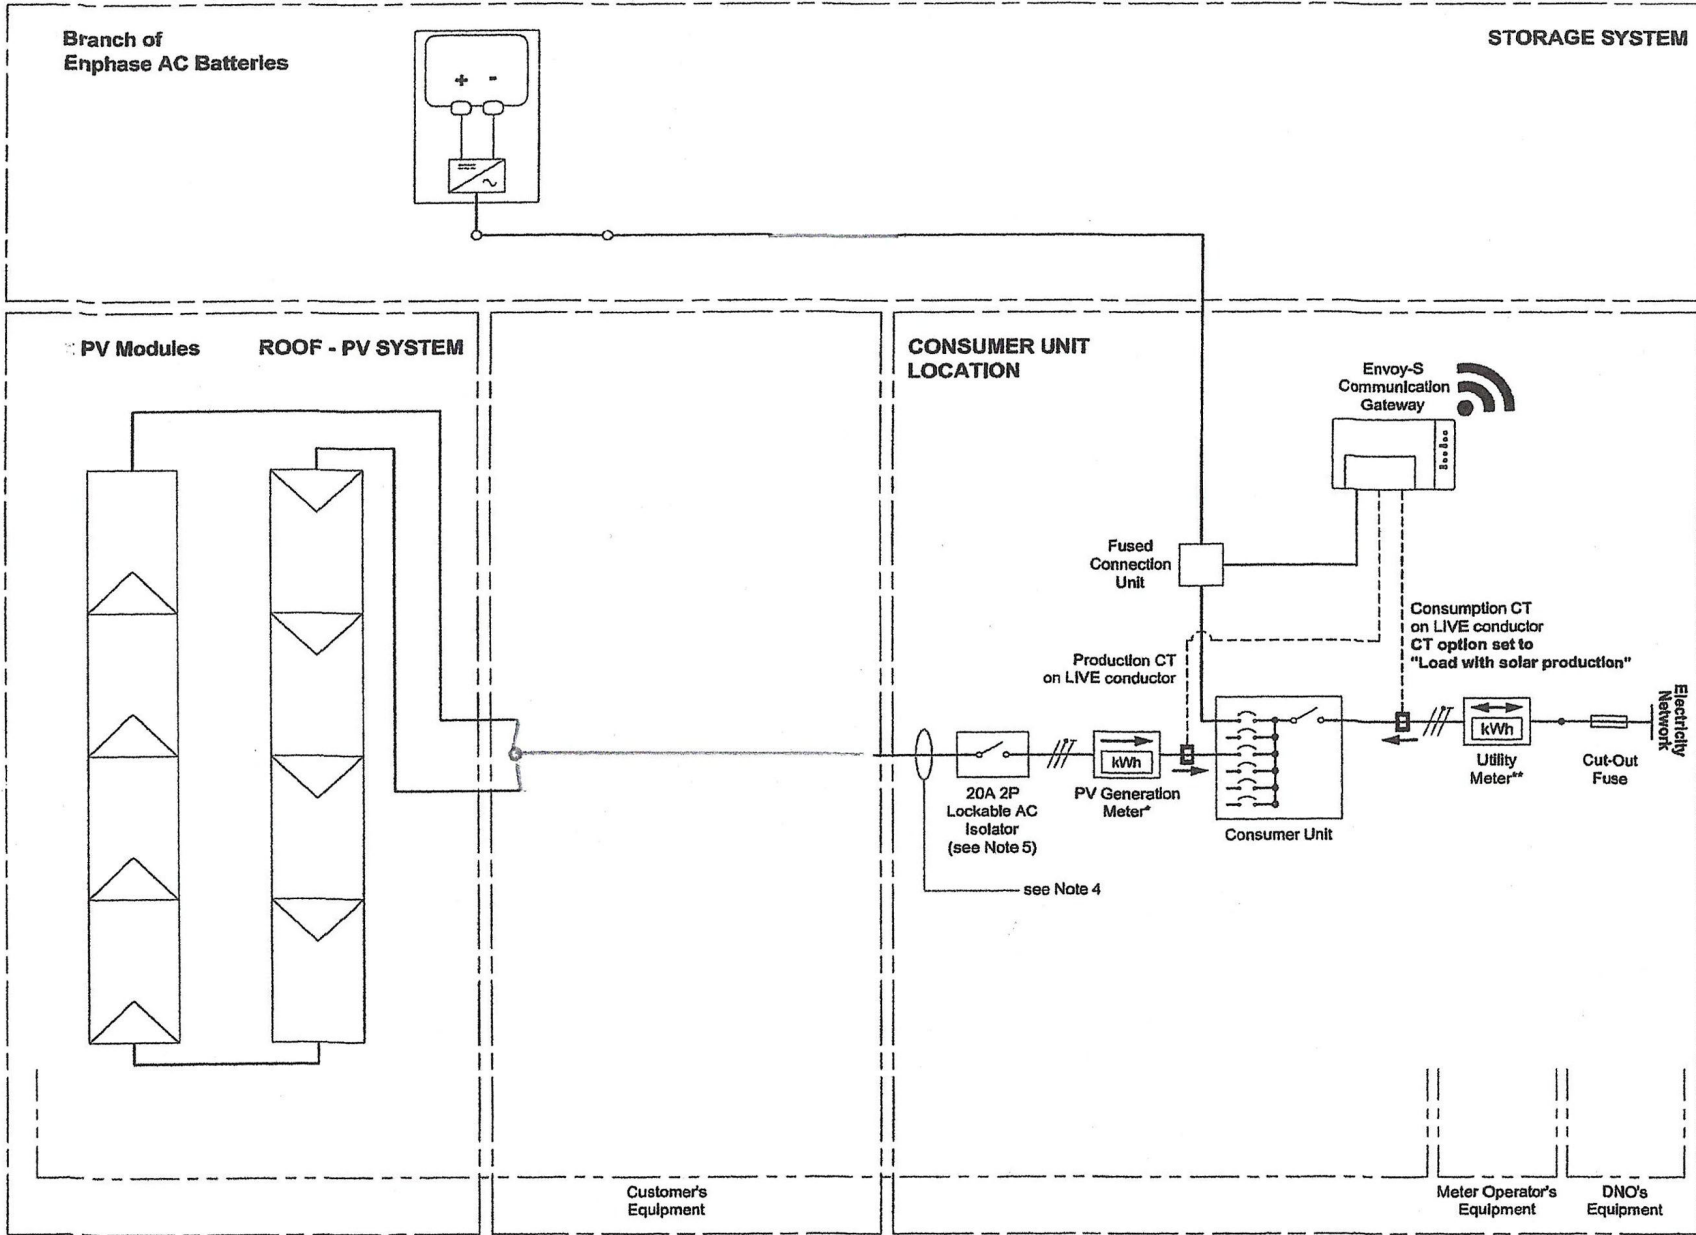 Branch of
Enphase AC Batteries
STORAGE SYSTEM
+ -
PV Modules
ROOF - PV SYSTEM
CONSUMER UNIT
LOCATION
Envoy-S
Communication
Gateway
Fused
Connection
Unit
Consumption CT
on LIVE conductor
CT option set to
"Load with solar production"
Production CT
on LIVE conductor
Electricity
Network
kWh
kWh
20A 2P
Lockable AC
Isolator
(see Note 5)
PV Generation
Meter*
Consumer Unit
Utility
Meter**
Cut-Out
Fuse
see Note 4
Customer's
Equipment
Meter Operator's
Equipment
DNO's
Equipment